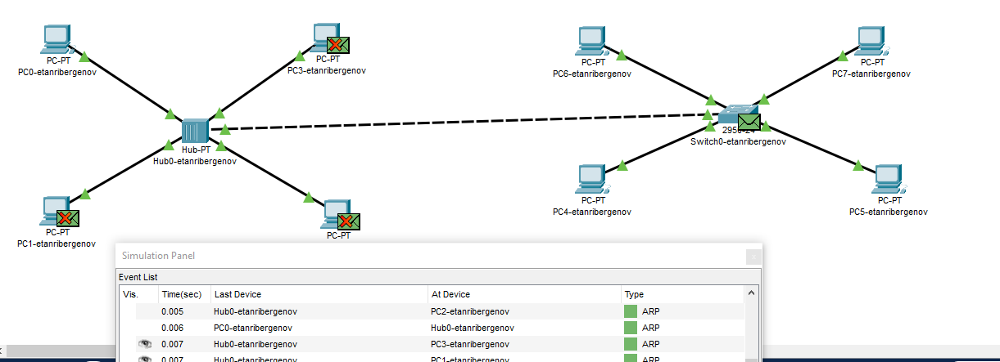 PC-PT
PC0-etanribergenov
PC-PT
PC3-etanribergenov
PC-PT
PC6-etanribergenov
PC-PT
PC7-etanribergenov
Hub-PT
Hub0-etanribergenov
2950-24
Switch0-etanribergenov
PC-PT
PC4-etanribergenov
PC-PT
PC5-etanribergenov
PC-PT
PC1-etanribergenov
PC-PT
Simulation Panel
Event List
Vis. Time(sec) Last Device At Device Type
0.005 Hub0-etanribergenov PC2-etanribergenov ARP
0.006 PC0-etanribergenov Hub0-etanribergenov ARP
0.007 Hub0-etanribergenov PC3-etanribergenov ARP
0.007 Hub0-etanribergenov PC1-etanribergenov ARP